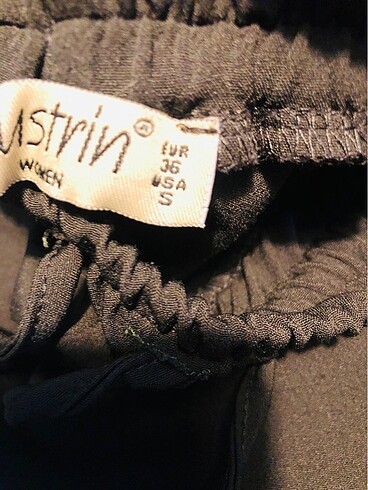 ustrin®
WOMEN
EUR
36
USA
S